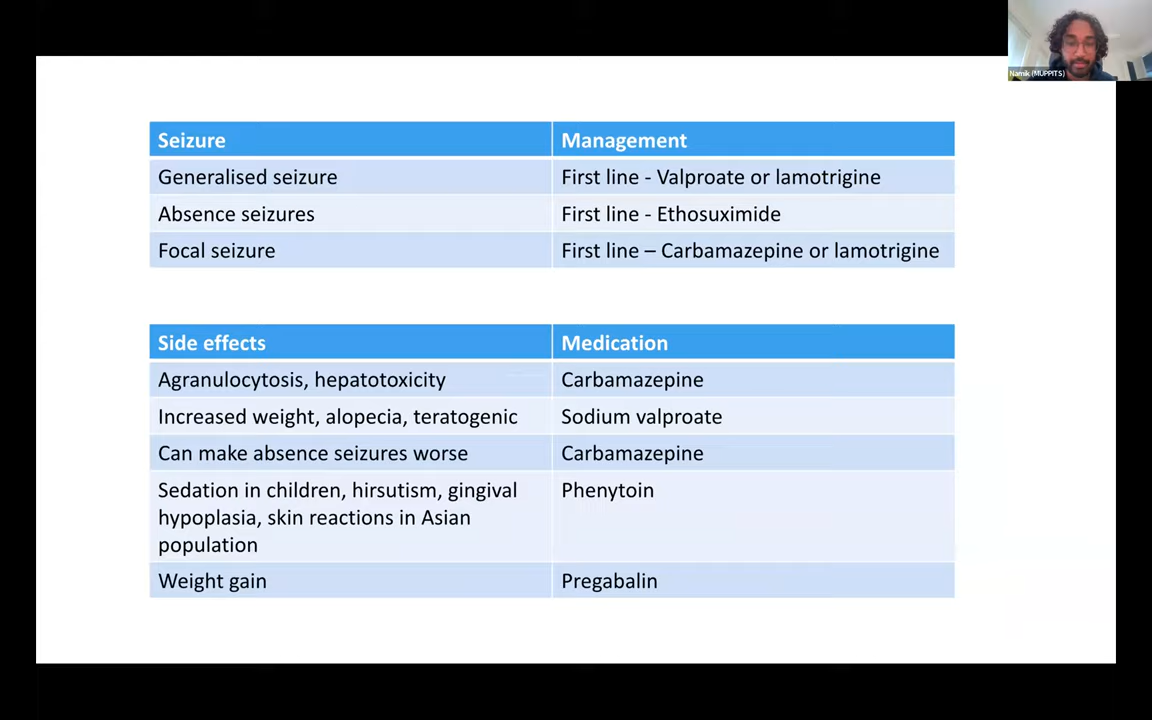 Namik (MUPPITS)
Seizure Management
Generalised seizure First line - Valproate or lamotrigine
Absence seizures First line - Ethosuximide
Focal seizure First line – Carbamazepine or lamotrigine
Side effects Medication
Agranulocytosis, hepatotoxicity Carbamazepine
Increased weight, alopecia, teratogenic Sodium valproate
Can make absence seizures worse Carbamazepine
Sedation in children, hirsutism, gingival Phenytoin
hypoplasia, skin reactions in Asian
population
Weight gain Pregabalin